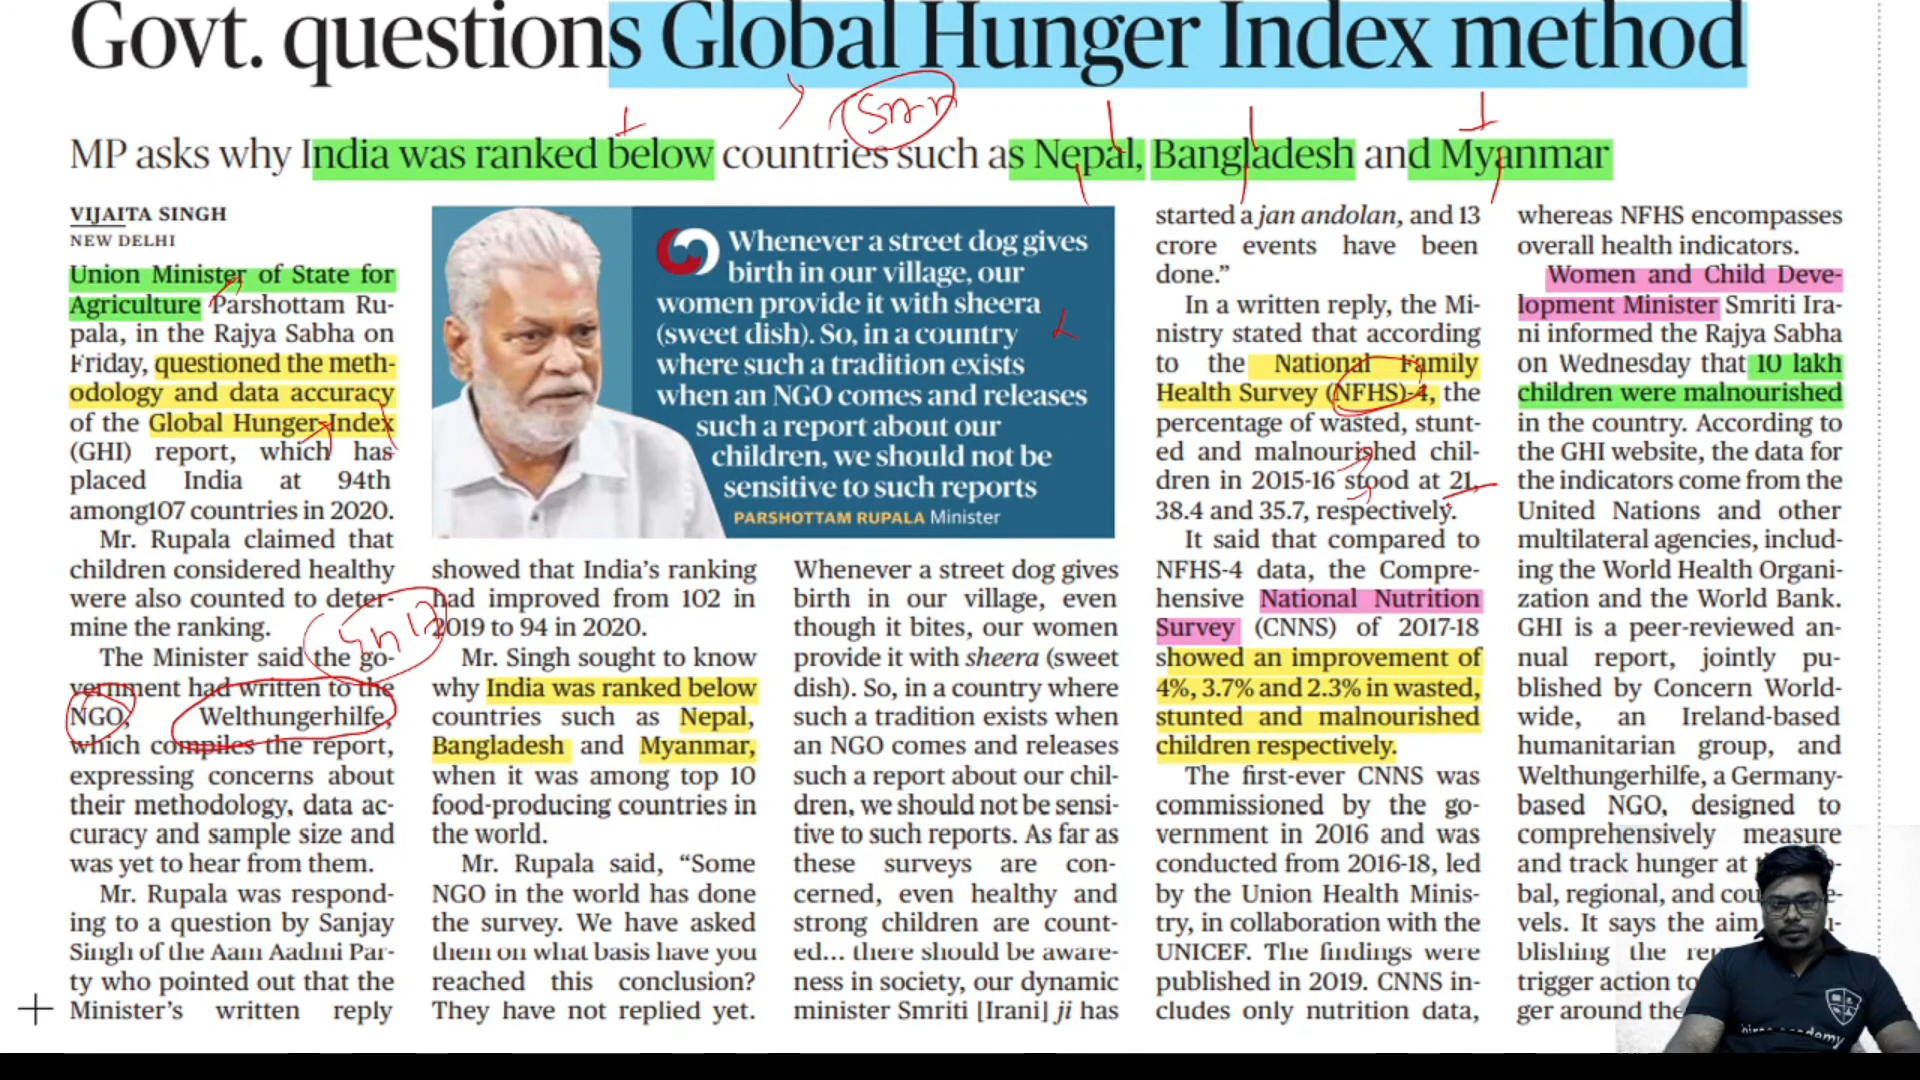 Govt. questions Global Hunger Index method
MP asks why India was ranked below countries such as Nepal, Bangladesh and Myanmar
VIJAITA SINGH
NEW DELHI
Union Minister of State for
Agriculture Parshottam Ru-
pala, in the Rajya Sabha on
Friday, questioned the meth-
odology and data accuracy
of the Global Hunger Index
(GHI) report, which has
placed India at 94th
among107 countries in 2020.
Mr. Rupala claimed that
children considered healthy
were also counted to deter-
mine the ranking.
The Minister said the go-
vernment had written to the
NGO, Welthungerhilfe,
which compiles the report,
expressing concerns about
their methodology, data ac-
curacy and sample size and
was yet to hear from them.
Mr. Rupala was respond-
ing to a question by Sanjay
Singh of the Aam Aadmi Par-
ty who pointed out that the
Minister's written reply
Whenever a street dog gives
birth in our village, our
women provide it with sheera
(sweet dish). So, in a country
where such a tradition exists
when an NGO comes and releases
such a report about our
children, we should not be
sensitive to such reports
PARSHOTTAM RUPALA Minister
showed that India's ranking
had improved from 102 in
2019 to 94 in 2020.
Mr. Singh sought to know
why India was ranked below
countries such as Nepal,
Bangladesh and Myanmar,
when it was among top 10
food-producing countries in
the world.
Mr. Rupala said, “Some
NGO in the world has done
the survey. We have asked
them on what basis have you
reached this conclusion?
They have not replied yet.
Whenever a street dog gives
birth in our village, even
though it bites, our women
provide it with sheera (sweet
dish). So, in a country where
such a tradition exists when
an NGO comes and releases
such a report about our chil-
dren, we should not be sensi-
tive to such reports. As far as
these surveys are con-
cerned, even healthy and
strong children are count-
ed... there should be aware-
ness in society, our dynamic
minister Smriti [Irani] ji has
started a jan andolan, and 13
crore events have been
done.”
In a written reply, the Mi-
nistry stated that according
to the National Family
Health Survey (NFHS)-4, the
percentage of wasted, stunt-
ed and malnourished chil-
dren in 2015-16 stood at 21,
38.4 and 35.7, respectively.
It said that compared to
NFHS-4 data, the Compre-
hensive National Nutrition
Survey (CNNS) of 2017-18
showed an improvement of
4%, 3.7% and 2.3% in wasted,
stunted and malnourished
children respectively.
The first-ever CNNS was
commissioned by the go-
vernment in 2016 and was
conducted from 2016-18, led
by the Union Health Minis-
try, in collaboration with the
UNICEF. The findings were
published in 2019. CNNS in-
cludes only nutrition data,
whereas NFHS encompasses
overall health indicators.
Women and Child Deve-
lopment Minister Smriti Ira-
ni informed the Rajya Sabha
on Wednesday that 10 lakh
children were malnourished
in the country. According to
the GHI website, the data for
the indicators come from the
United Nations and other
multilateral agencies, includ-
ing the World Health Organi-
zation and the World Bank.
GHI is a peer-reviewed an-
nual report, jointly pu-
blished by Concern World-
wide, an Ireland-based
humanitarian group, and
Welthungerhilfe, a Germany-
based NGO, designed to
comprehensively measure
and track hunger at
bal, regional, and
vels. It says the aim
blishing the
trigger action to
ger around the